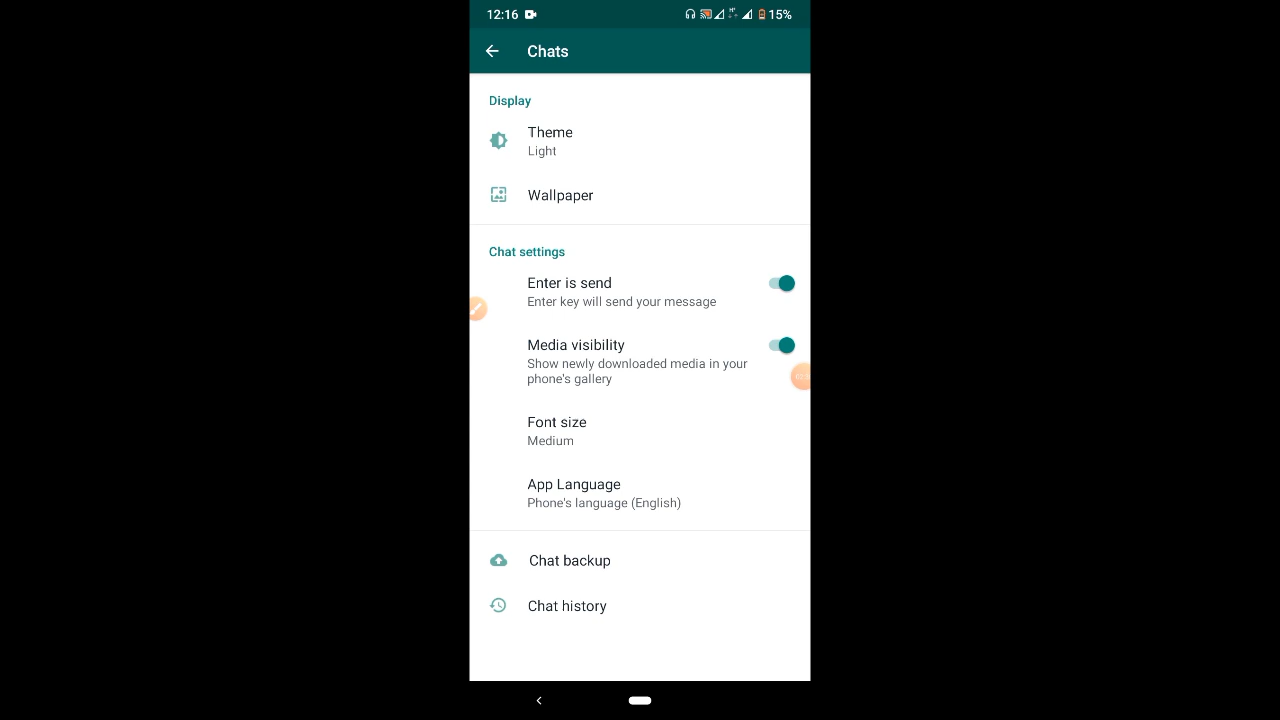 12:16 15%
Chats
Display
Theme
Light
Wallpaper
Chat settings
Enter is send
Enter key will send your message
Media visibility
Show newly downloaded media in your
phone's gallery
Font size
Medium
App Language
Phone's language (English)
Chat backup
Chat history